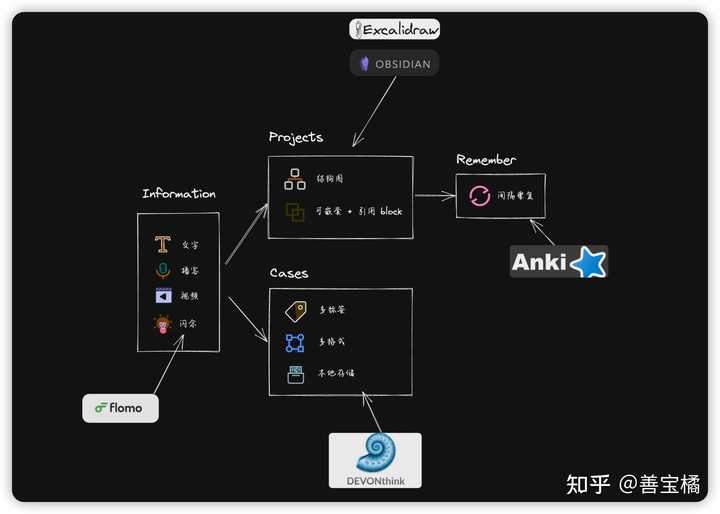 Excalidraw
OBSIDIAN
Projects
结构图
可嵌套 + 引用 block
Remember
间隔重复
Anki
Information
文字
播客
视频
闪念
flomo
Cases
多标签
多格式
本地存储
DEVONthink
知乎 @善宝橘